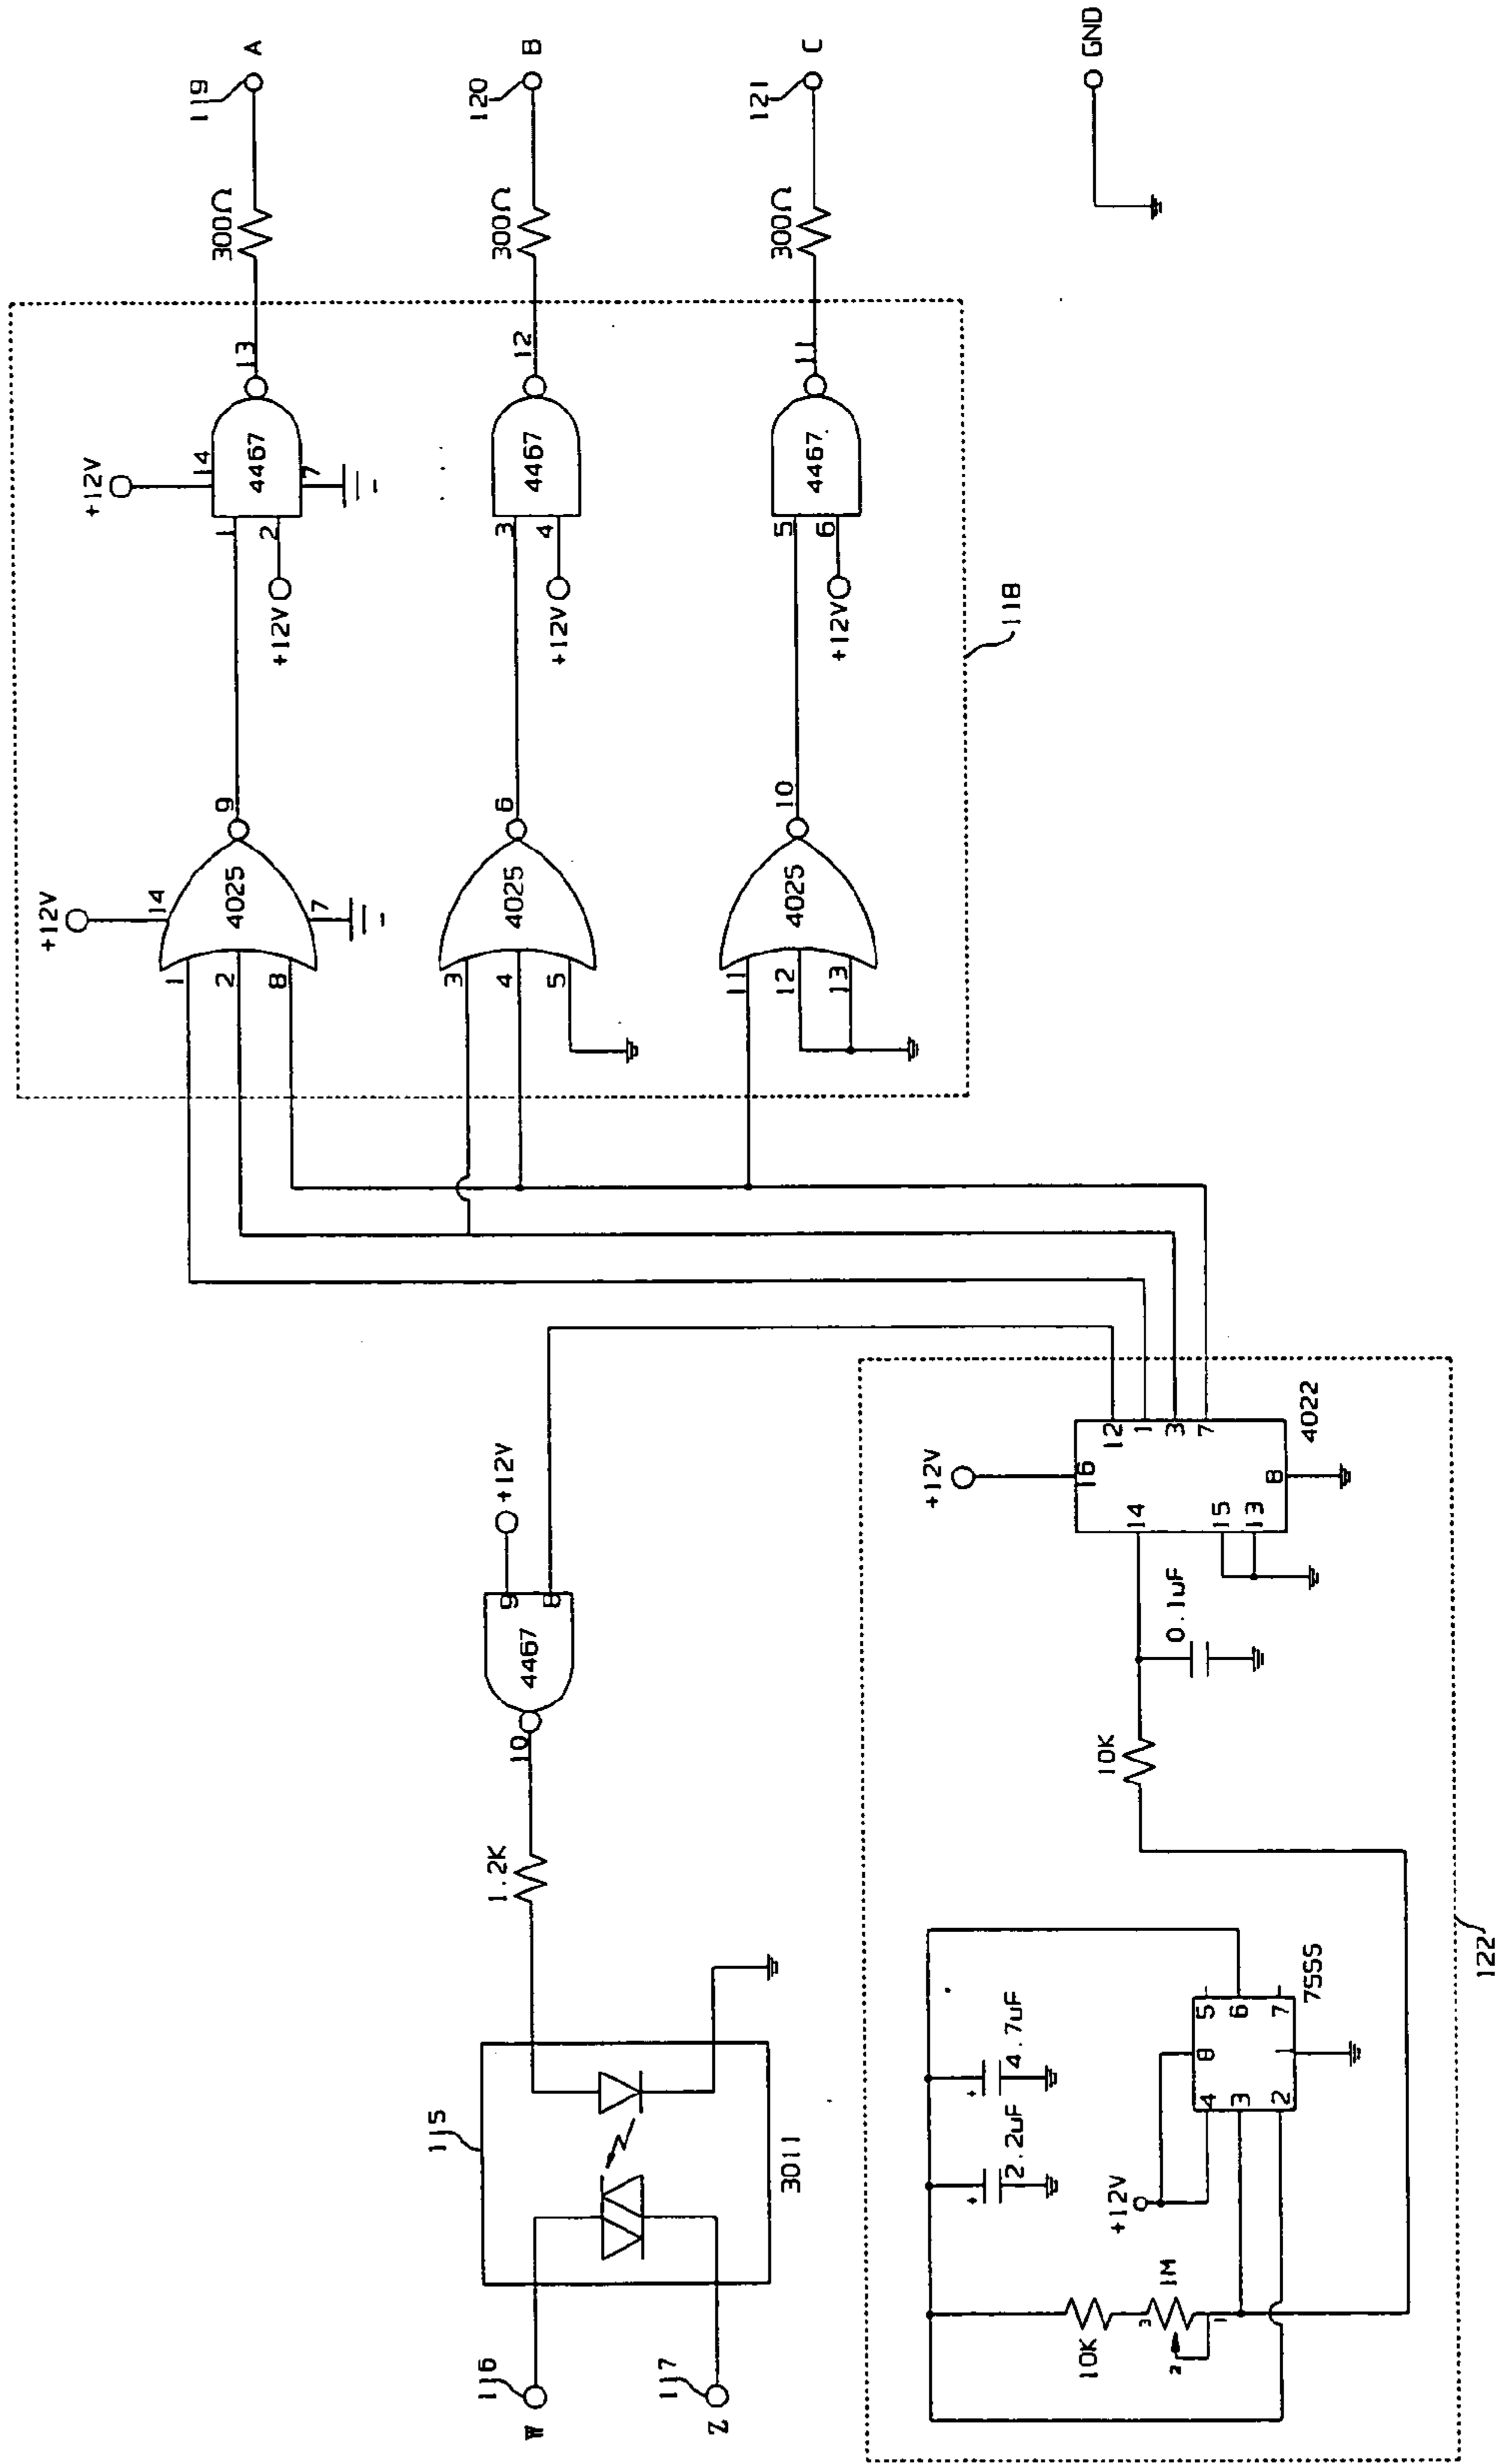 +12V
+12V
14
14
1
2
8
4025
9
1
2
4467
13
300Ω
119
A
7
7
+12V
3
4
5
4025
6
3
4
4467
12
300Ω
120
B
+12V
11
12
13
4025
10
5
6
4467
11
300Ω
121
C
+12V
118
GND
116
W
117
Z
115
3011
1.2K
10
4467
9
8
+12V
10K
1M
3
2
1
2.2uF
+
4.7uF
+
+12V
4
3
2
8
1
5
6
7
7555
10K
0.1uF
+12V
16
14
15
13
8
12
1
3
7
4022
122